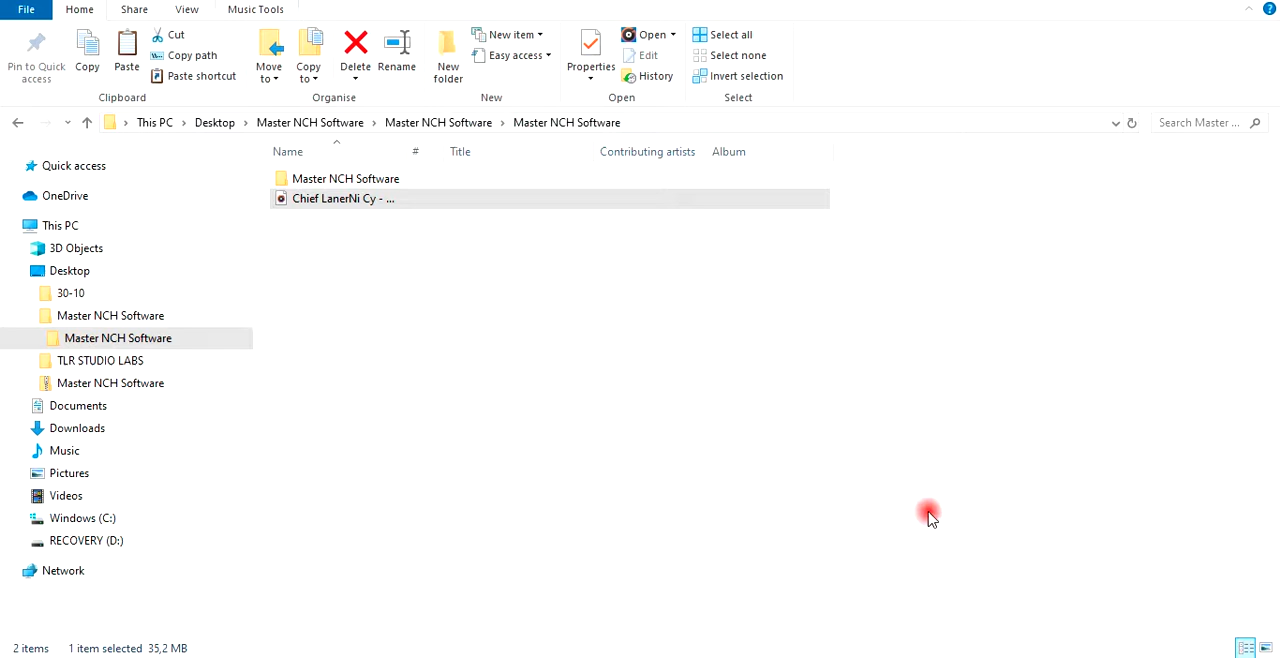 File Home Share View Music Tools
Pin to Quick access
Copy
Paste
Cut
Copy path
Paste shortcut
Clipboard
Move to
Copy to
Delete
Rename
Organise
New folder
New item
Easy access
New
Properties
Open
Edit
History
Open
Select all
Select none
Invert selection
Select
This PC > Desktop > Master NCH Software > Master NCH Software > Master NCH Software
Search Master ...
Name # Title Contributing artists Album
Master NCH Software
Chief LanerNi Cy - ...
Quick access
OneDrive
This PC
3D Objects
Desktop
30-10
Master NCH Software
Master NCH Software
TLR STUDIO LABS
Master NCH Software
Documents
Downloads
Music
Pictures
Videos
Windows (C:)
RECOVERY (D:)
Network
2 items 1 item selected 35,2 MB